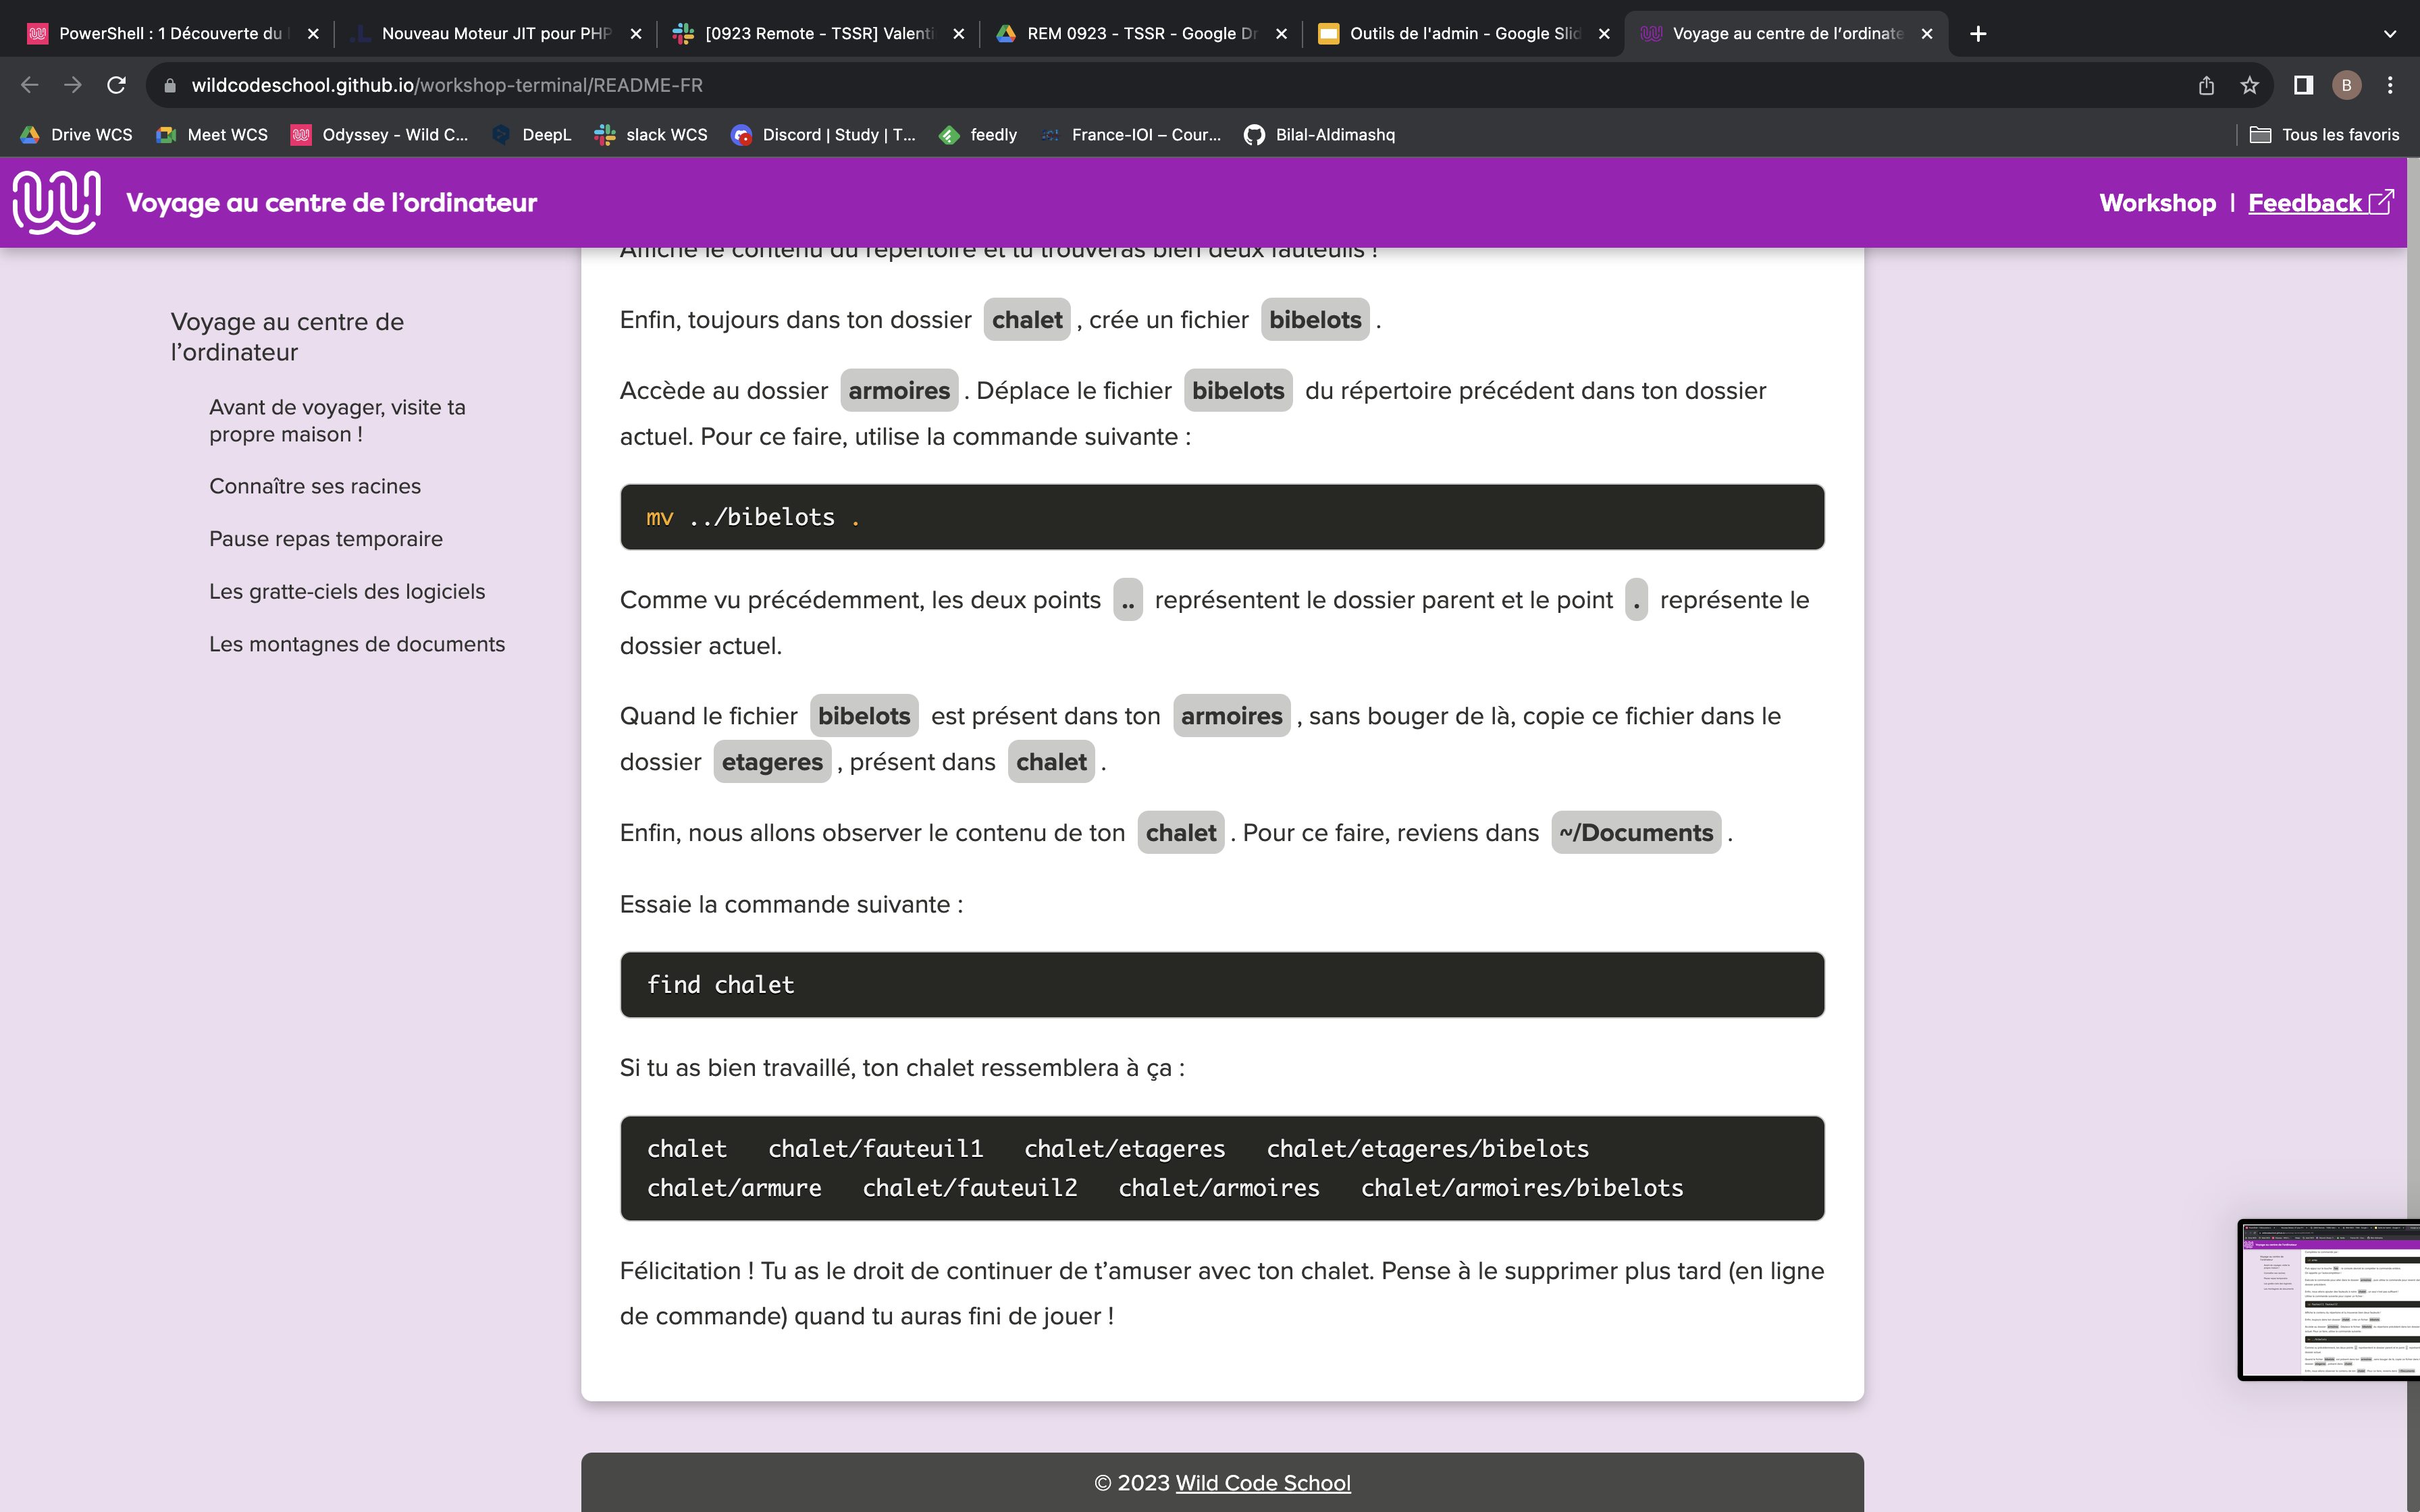 PowerShell : 1 Découverte du
Nouveau Moteur JIT pour PHP
[0923 Remote - TSSR] Valenti
REM 0923 - TSSR - Google Dr
Outils de l'admin - Google Slid
Voyage au centre de l'ordinate
wildcodeschool.github.io/workshop-terminal/README-FR
B
Drive WCS
Meet WCS
Odyssey - Wild C...
DeepL
slack WCS
Discord | Study | T...
feedly
France-IOI – Cour...
Bilal-Aldimashq
Tous les favoris
Voyage au centre de l’ordinateur
Workshop | Feedback
Voyage au centre de
l’ordinateur
Avant de voyager, visite ta
propre maison !
Connaître ses racines
Pause repas temporaire
Les gratte-ciels des logiciels
Les montagnes de documents
Affiche le contenu du répertoire et tu trouveras bien deux fauteuils !
Enfin, toujours dans ton dossier chalet , crée un fichier bibelots .
Accède au dossier armoires . Déplace le fichier bibelots du répertoire précédent dans ton dossier
actuel. Pour ce faire, utilise la commande suivante :
mv ../bibelots .
Comme vu précédemment, les deux points .. représentent le dossier parent et le point . représente le
dossier actuel.
Quand le fichier bibelots est présent dans ton armoires , sans bouger de là, copie ce fichier dans le
dossier etageres , présent dans chalet .
Enfin, nous allons observer le contenu de ton chalet . Pour ce faire, reviens dans ~/Documents .
Essaie la commande suivante :
find chalet
Si tu as bien travaillé, ton chalet ressemblera à ça :
chalet chalet/fauteuil1 chalet/etageres chalet/etageres/bibelots
chalet/armure chalet/fauteuil2 chalet/armoires chalet/armoires/bibelots
Félicitation ! Tu as le droit de continuer de t’amuser avec ton chalet. Pense à le supprimer plus tard (en ligne
de commande) quand tu auras fini de jouer !
© 2023 Wild Code School